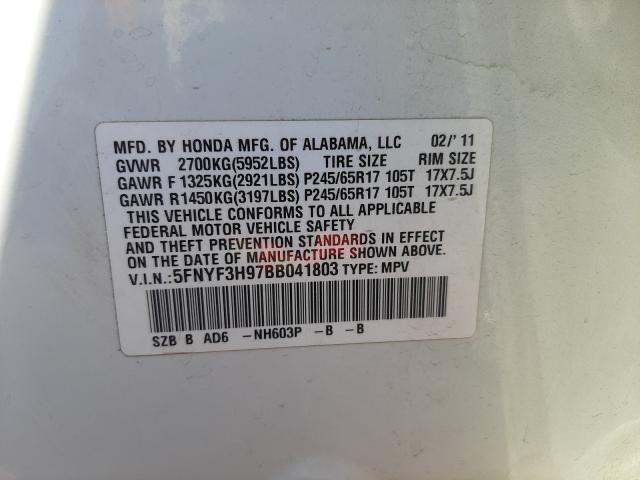 MFD. BY HONDA MFG. OF ALABAMA, LLC 02/'11
GVWR 2700KG(5952LBS) TIRE SIZE RIM SIZE
GAWR F 1325KG(2921LBS) P245/65R17 105T 17X7.5J
GAWR R1450KG(3197LBS) P245/65R17 105T 17X7.5J
THIS VEHICLE CONFORMS TO ALL APPLICABLE
FEDERAL MOTOR VEHICLE SAFETY
AND THEFT PREVENTION STANDARDS IN EFFECT
ON THE DATE OF MANUFACTURE SHOWN ABOVE.
V.I.N.:5FNYF3H97BB041803 TYPE: MPV
SZB B AD6 -NH603P -B -B